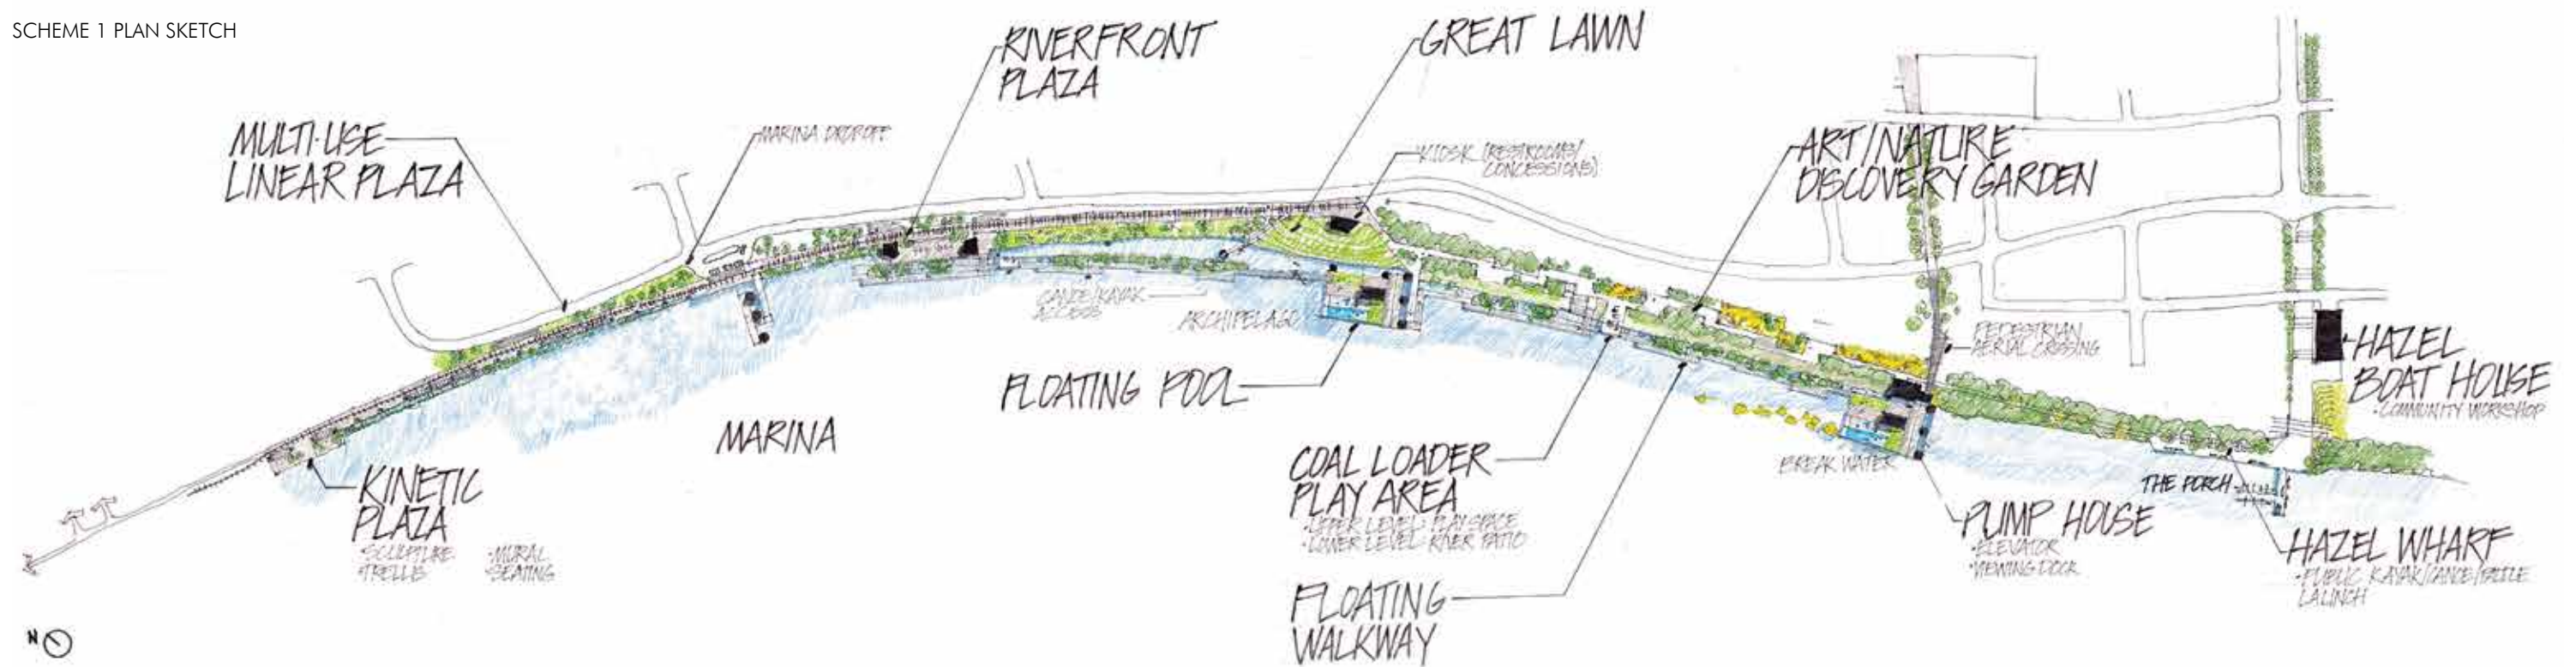 SCHEME 1 PLAN SKETCH
RIVERFRONT
PLAZA
GREAT LAWN
MULTI-USE
LINEAR PLAZA
MARINA DROPOFF
KIOSK (RESTROOMS/
CONCESSIONS)
ART/NATURE
DISCOVERY GARDEN
CANOE/KAYAK
ACCESS
ARCHIPELAGO
PEDESTRIAN
AERIAL CROSSING
HAZEL
BOAT HOUSE
•COMMUNITY WORKSHOP
FLOATING POOL
MARINA
KINETIC
PLAZA
•SCULPTURE •MURAL
•TRELLIS •SEATING
COAL LOADER
PLAY AREA
•UPPER LEVEL: PLAY SPACE
•LOWER LEVEL: RIVER PATIO
BREAK WATER
THE PORCH
PUMP HOUSE
•ELEVATOR
•VIEWING DOCK
HAZEL WHARF
•PUBLIC KAYAK/CANOE/
LAUNCH
FLOATING
WALKWAY
N